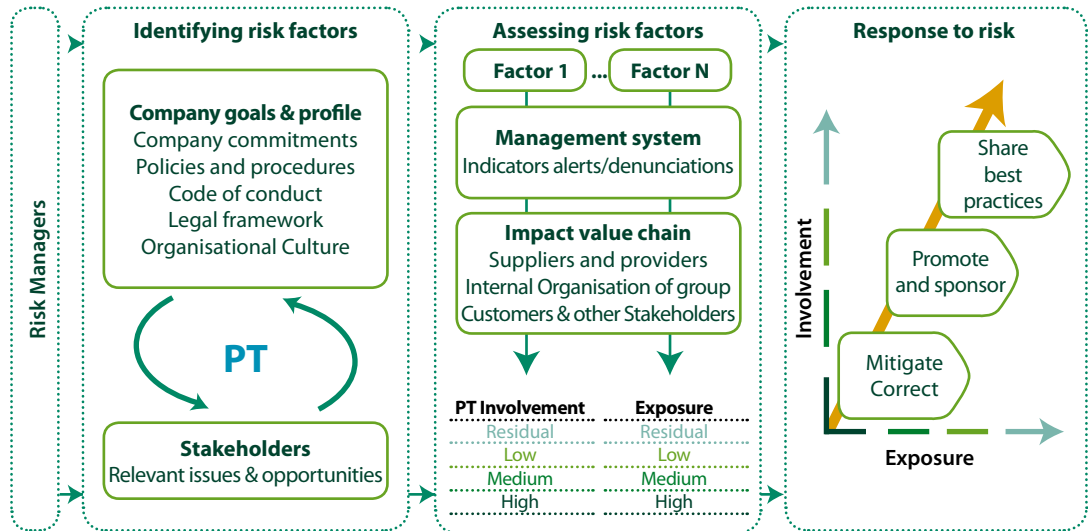 Risk Managers
Identifying risk factors
Company goals & profile
Company commitments
Policies and procedures
Code of conduct
Legal framework
Organisational Culture
PT
Stakeholders
Relevant issues & opportunities
Assessing risk factors
Factor 1 ... Factor N
Management system
Indicators alerts/denunciations
Impact value chain
Suppliers and providers
Internal Organisation of group
Customers & other Stakeholders
PT Involvement Exposure
Residual Residual
Low Low
Medium Medium
High High
Response to risk
Involvement
Share
best
practices
Promote
and sponsor
Mitigate
Correct
Exposure